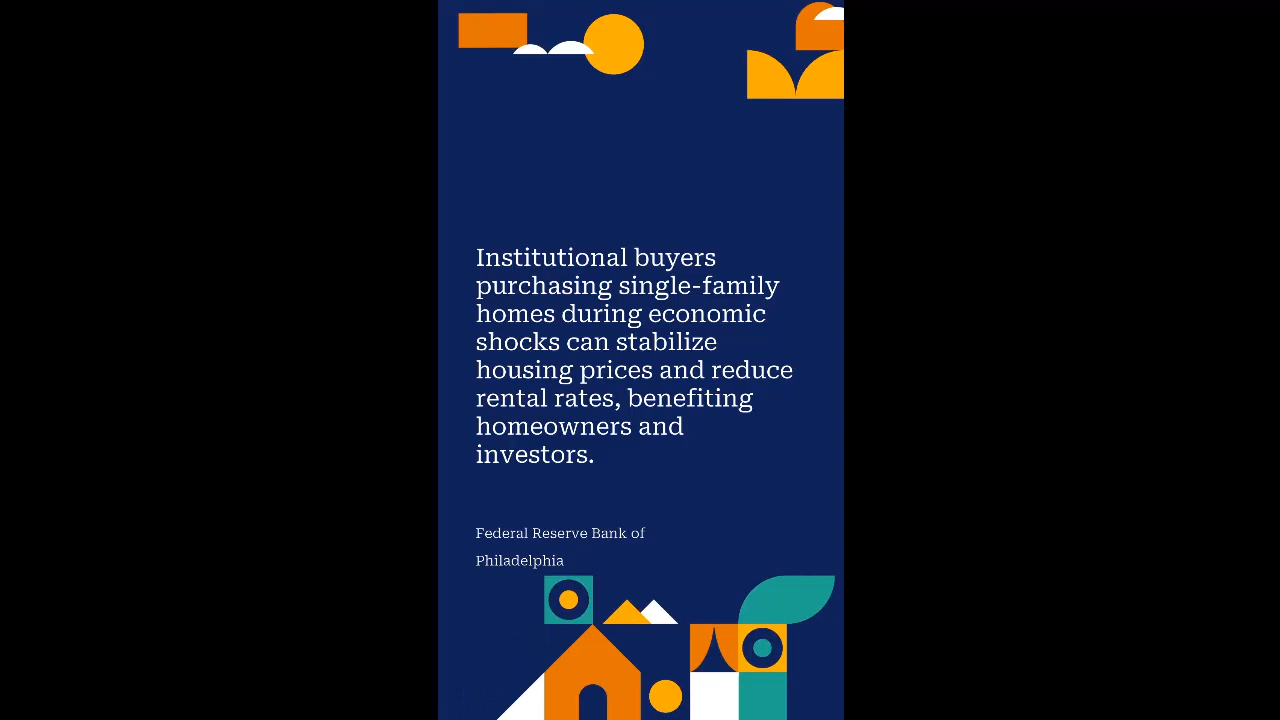 Institutional buyers
purchasing single-family
homes during economic
shocks can stabilize
housing prices and reduce
rental rates, benefiting
homeowners and
investors.
Federal Reserve Bank of
Philadelphia